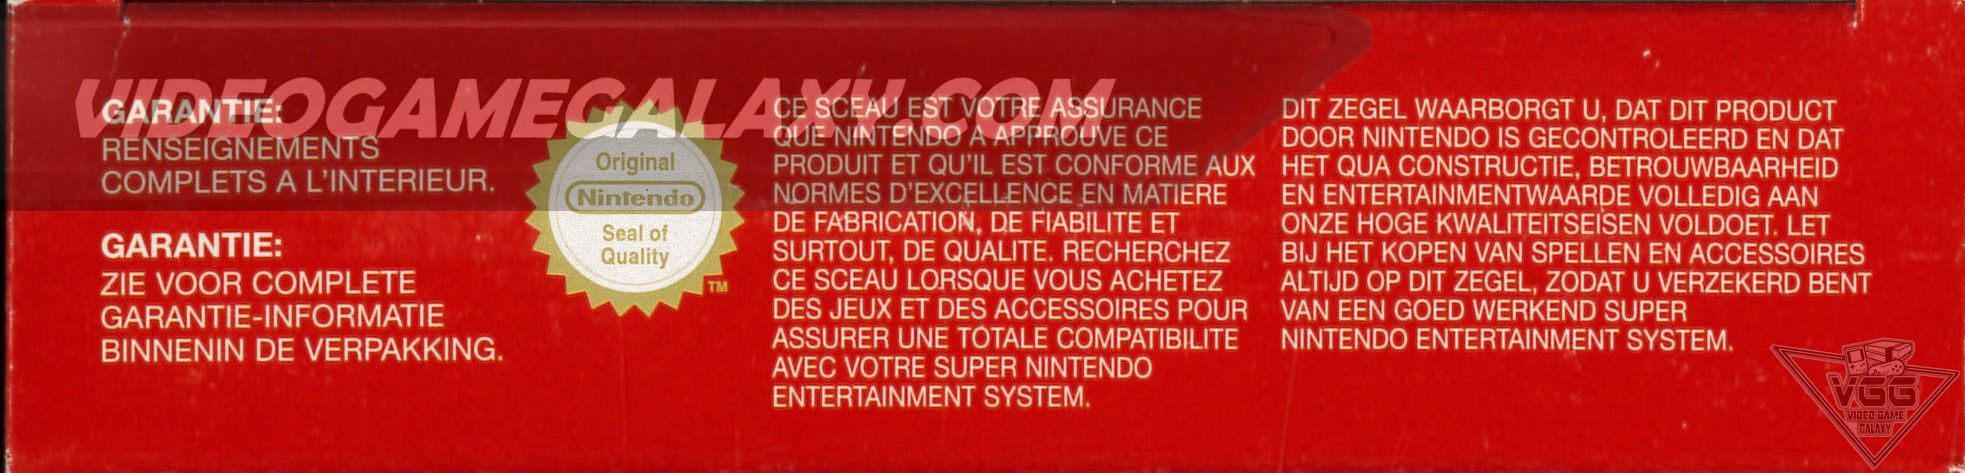 VIDEOGAMEGALAXY.COM
GARANTIE:
RENSEIGNEMENTS
COMPLETS A L'INTERIEUR.
GARANTIE:
ZIE VOOR COMPLETE
GARANTIE-INFORMATIE
BINNENIN DE VERPAKKING.
Original
Nintendo
Seal of
Quality
TM
CE SCEAU EST VOTRE ASSURANCE
QUE NINTENDO A APPROUVE CE
PRODUIT ET QU'IL EST CONFORME AUX
NORMES D'EXCELLENCE EN MATIERE
DE FABRICATION, DE FIABILITE ET
SURTOUT, DE QUALITE. RECHERCHEZ
CE SCEAU LORSQUE VOUS ACHETEZ
DES JEUX ET DES ACCESSOIRES POUR
ASSURER UNE TOTALE COMPATIBILITE
AVEC VOTRE SUPER NINTENDO
ENTERTAINMENT SYSTEM.
DIT ZEGEL WAARBORGT U, DAT DIT PRODUCT
DOOR NINTENDO IS GECONTROLEERD EN DAT
HET QUA CONSTRUCTIE, BETROUWBAARHEID
EN ENTERTAINMENTWAARDE VOLLEDIG AAN
ONZE HOGE KWALITEITSEISEN VOLDOET. LET
BIJ HET KOPEN VAN SPELLEN EN ACCESSOIRES
ALTIJD OP DIT ZEGEL, ZODAT U VERZEKERD BENT
VAN EEN GOED WERKEND SUPER
NINTENDO ENTERTAINMENT SYSTEM.
VGG
VIDEO GAME
GALAXY